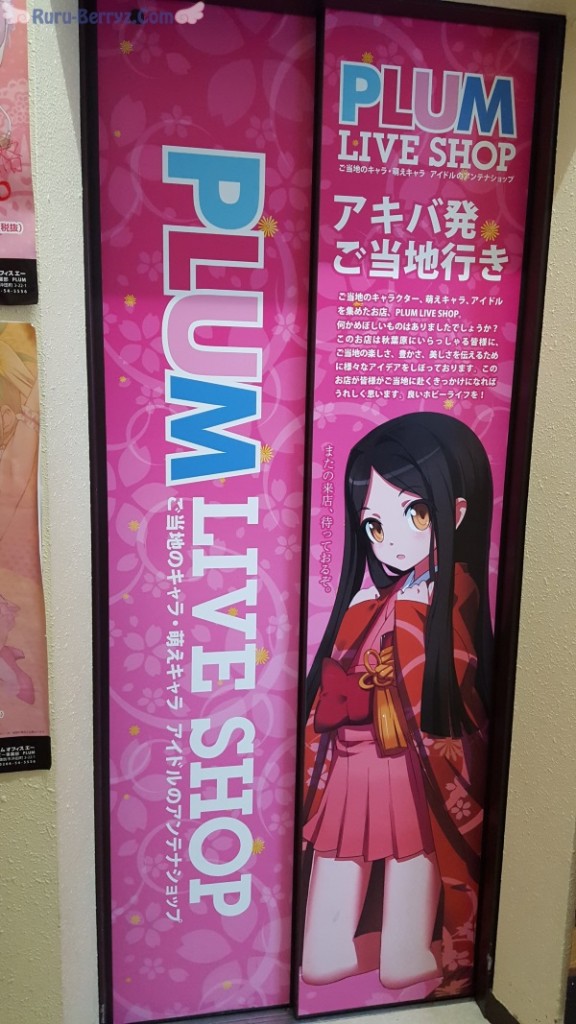 Ruru-Berryz.Com
PLUM LIVE SHOP
ご当地のキャラ・萌えキャラ アイドルのアンテナショップ
PLUM
LIVE SHOP
ご当地のキャラ・萌えキャラ アイドルのアンテナショップ
アキバ発
ご当地行き
ご当地のキャラクター、萌えキャラ、アイドル
を集めたお店、PLUM LIVE SHOP.
何かめぼしいものはありましたでしょうか？
このお店は秋葉原にいらっしゃる皆様に、
ご当地の楽しさ、豊かさ、美しさを伝えるため
に様々なアイデアをしぼっております。この
お店が皆様がご当地に赴くきっかけになれば
うれしく思います。良いホビーライフを！
またの来店、待っておるぞ。
税抜)
PLUM
PLUM